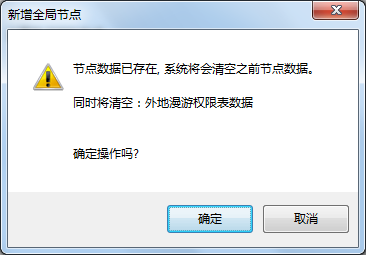 新增全局节点
节点数据已存在, 系统将会清空之前节点数据。
同时将清空：外地漫游权限表数据
确定操作吗?
确定
取消